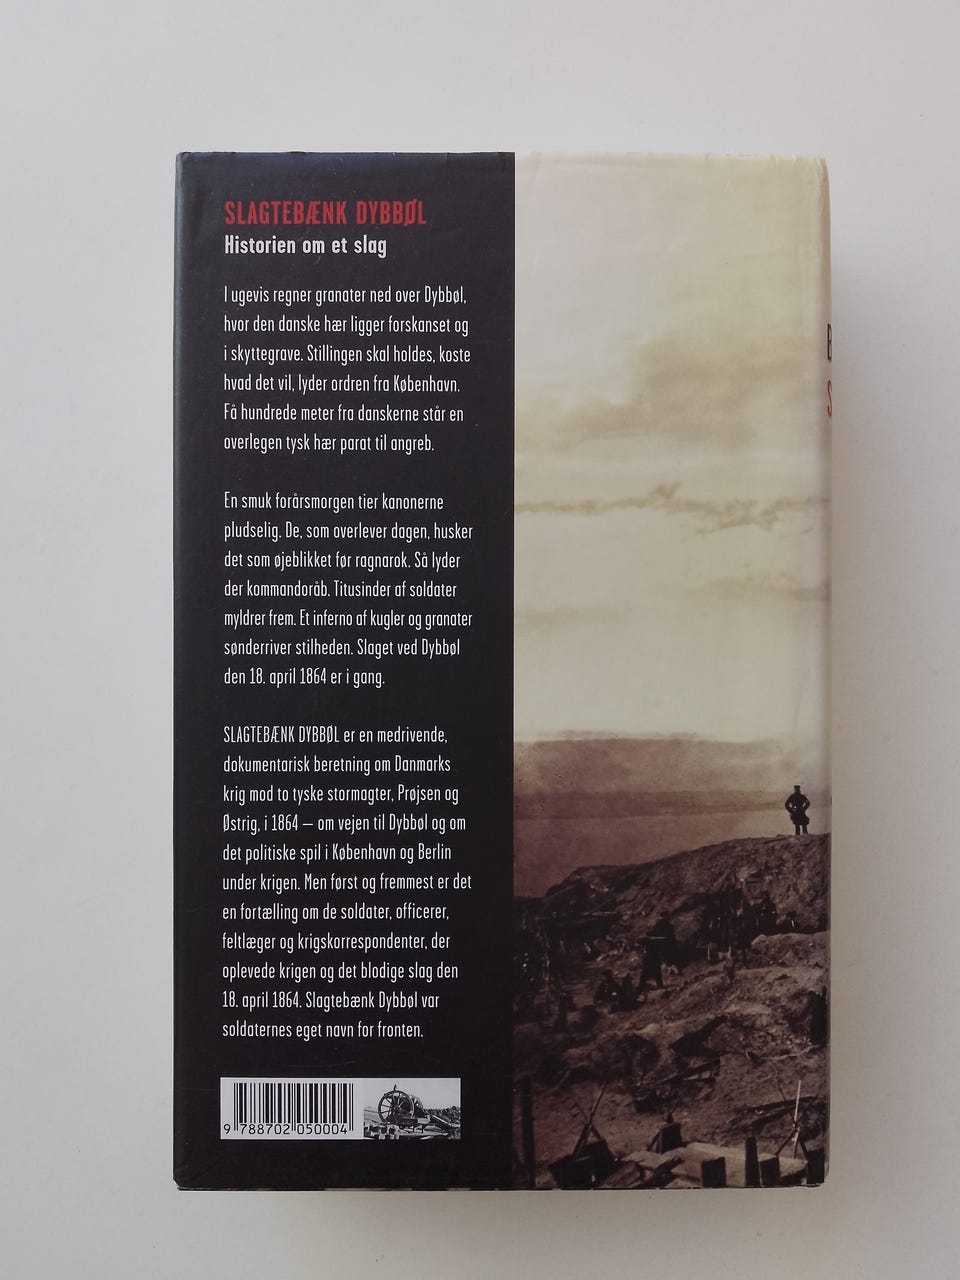 SLAGTEBÆNK DYBBØL
Historien om et slag
I ugevis regner granater ned over Dybbøl,
hvor den danske hær ligger forskanset og
i skyttegrave. Stillingen skal holdes, koste
hvad det vil, lyder ordren fra København.
Få hundrede meter fra danskerne står en
overlegen tysk hær parat til angreb.
En smuk forårsmorgen tier kanonerne
pludselig. De, som overlever dagen, husker
det som øjeblikket før ragnarok. Så lyder
der kommandoråb. Titusinder af soldater
myldrer frem. Et inferno af kugler og granater
sønderriver stilheden. Slaget ved Dybbøl
den 18. april 1864 er i gang.
SLAGTEBÆNK DYBBØL er en medrivende,
dokumentarisk beretning om Danmarks
krig mod to tyske stormagter, Prøjsen og
Østrig, i 1864 – om vejen til Dybbøl og om
det politiske spil i København og Berlin
under krigen. Men først og fremmest er det
en fortælling om de soldater, officerer,
feltlæger og krigskorrespondenter, der
oplevede krigen og det blodige slag den
18. april 1864. Slagtebænk Dybbøl var
soldaternes eget navn for fronten.
9 788702 050004